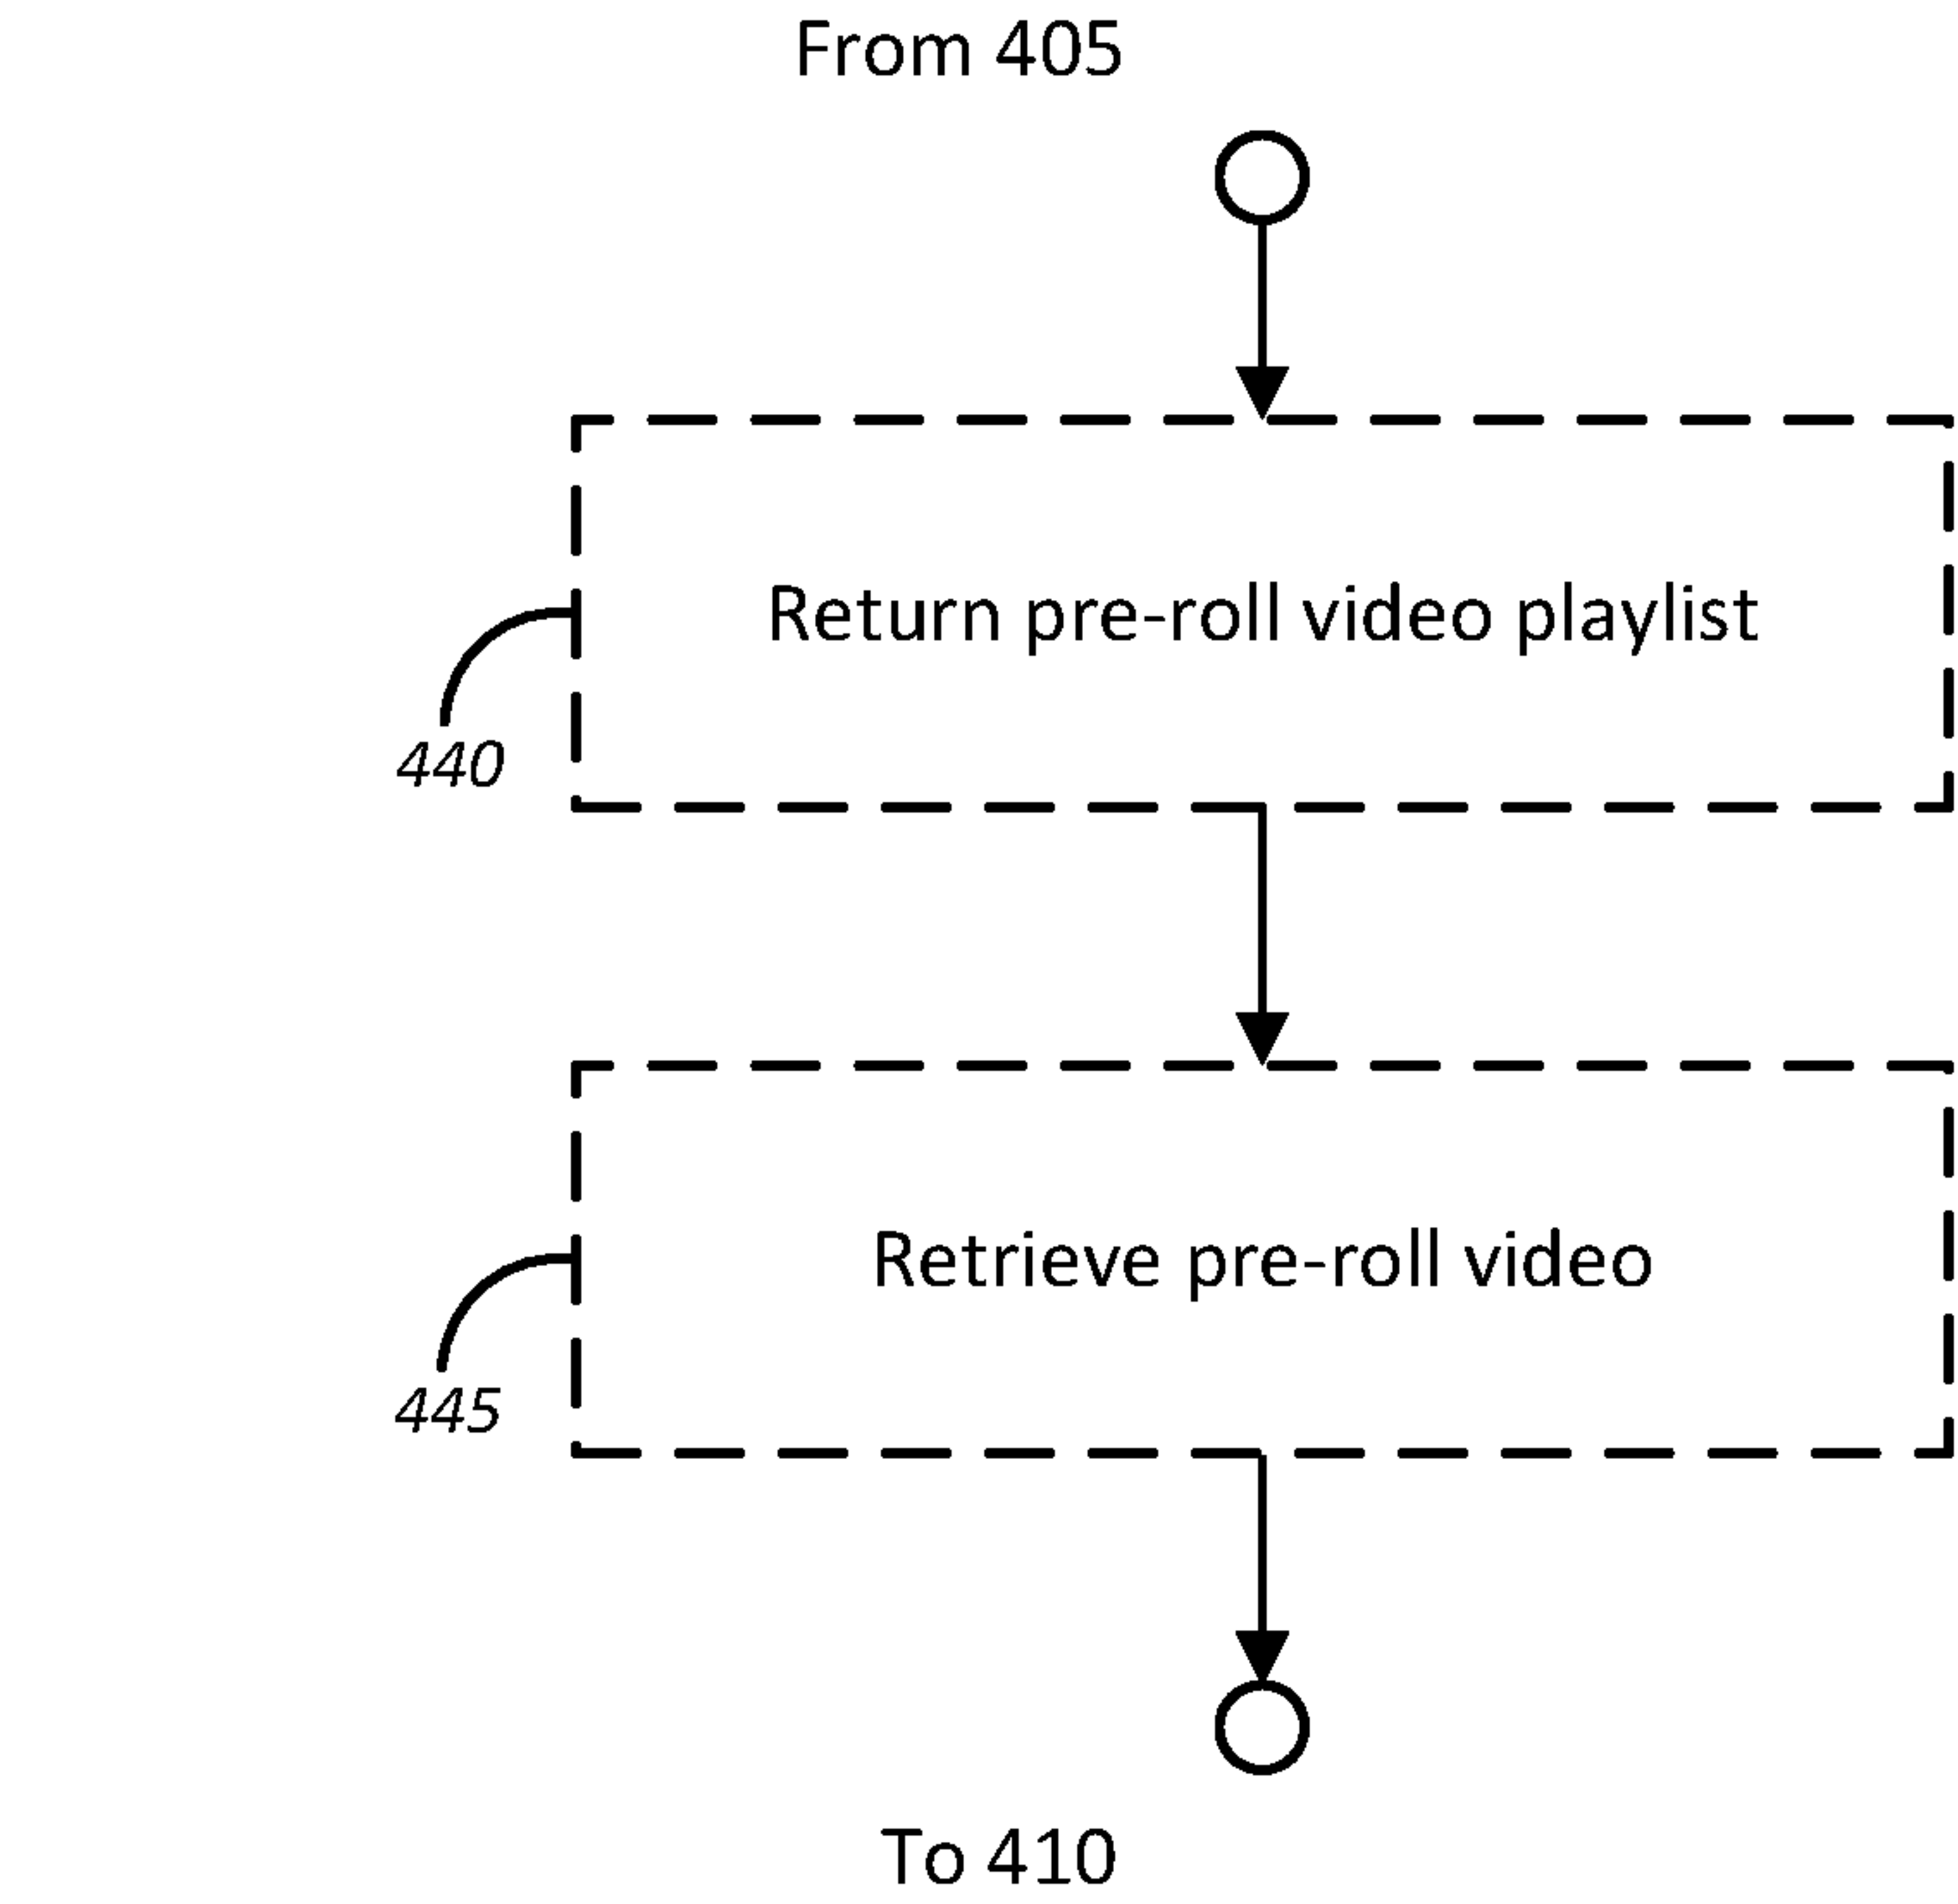 From 405
Return pre-roll video playlist
440
Retrieve pre-roll video
445
To 410